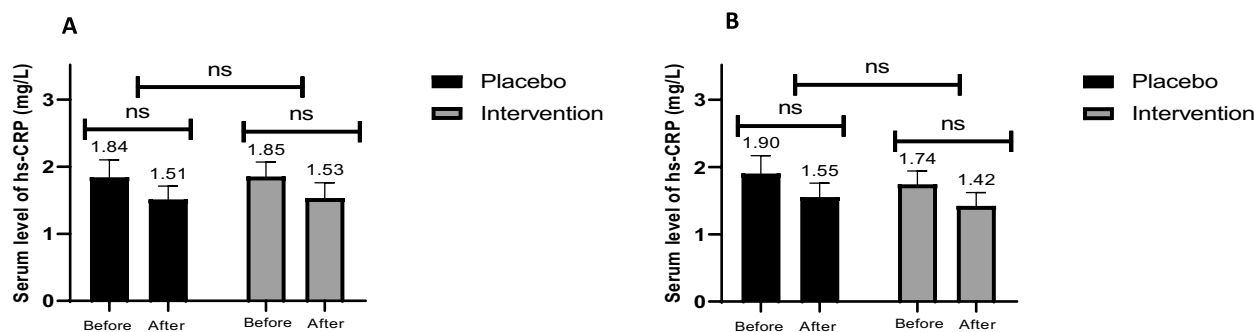 A
Serum level of hs-CRP (mg/L)
3
2
1
0
ns
ns
ns
1.84
1.51
1.85
1.53
Before
After
Before
After
Placebo
Intervention
B
Serum level of hs-CRP (mg/L)
3
2
1
0
ns
ns
ns
1.90
1.55
1.74
1.42
Before
After
Before
After
Placebo
Intervention